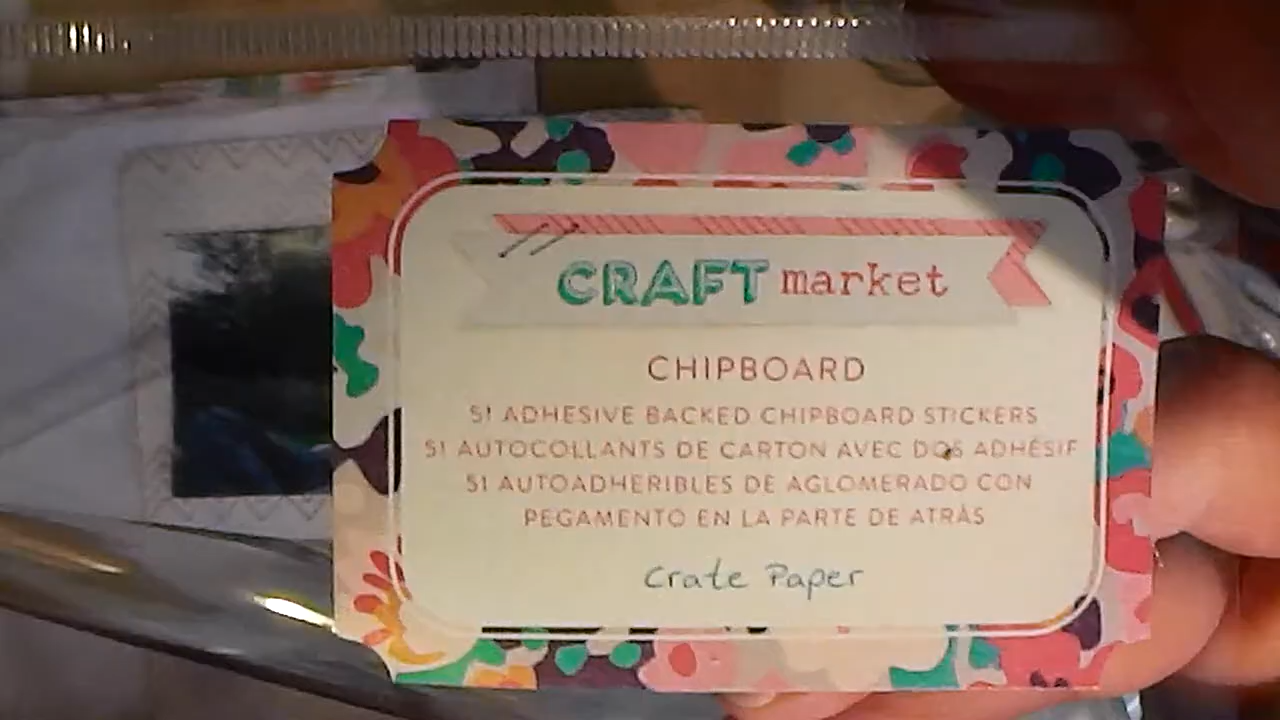 CRAFT market
CHIPBOARD
51 ADHESIVE BACKED CHIPBOARD STICKERS
51 AUTOCOLLANTS DE CARTON AVEC DOS ADHÉSIF
51 AUTOADHERIBLES DE AGLOMERADO CON
PEGAMENTO EN LA PARTE DE ATRÁS
Crate Paper